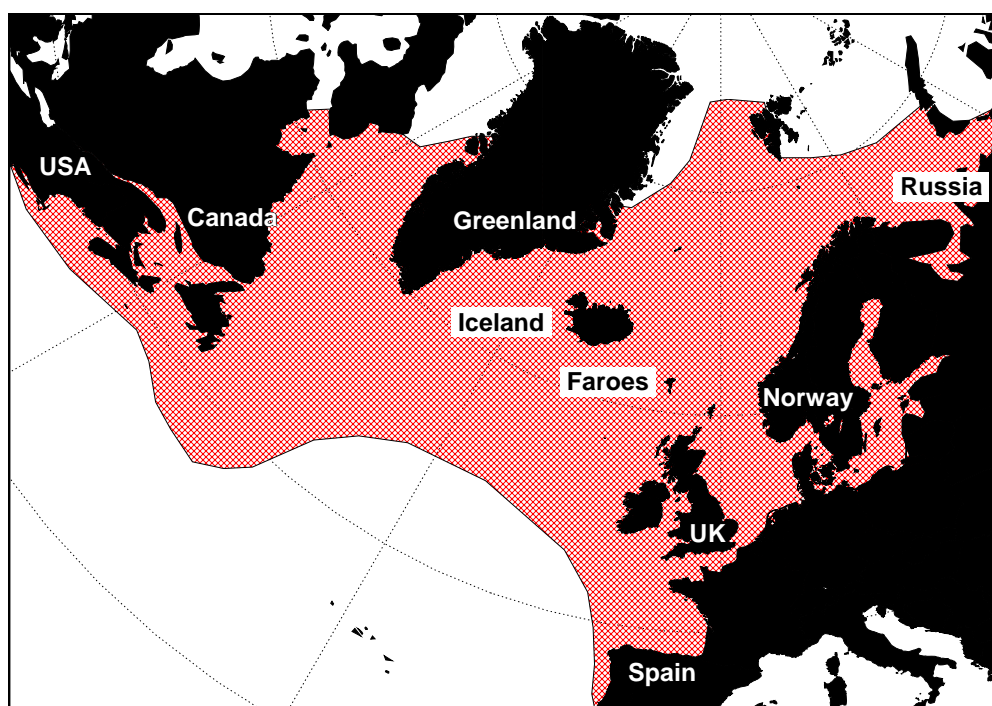 USA
Canada
Russia
Greenland
Iceland
Faroes
Norway
UK
Spain